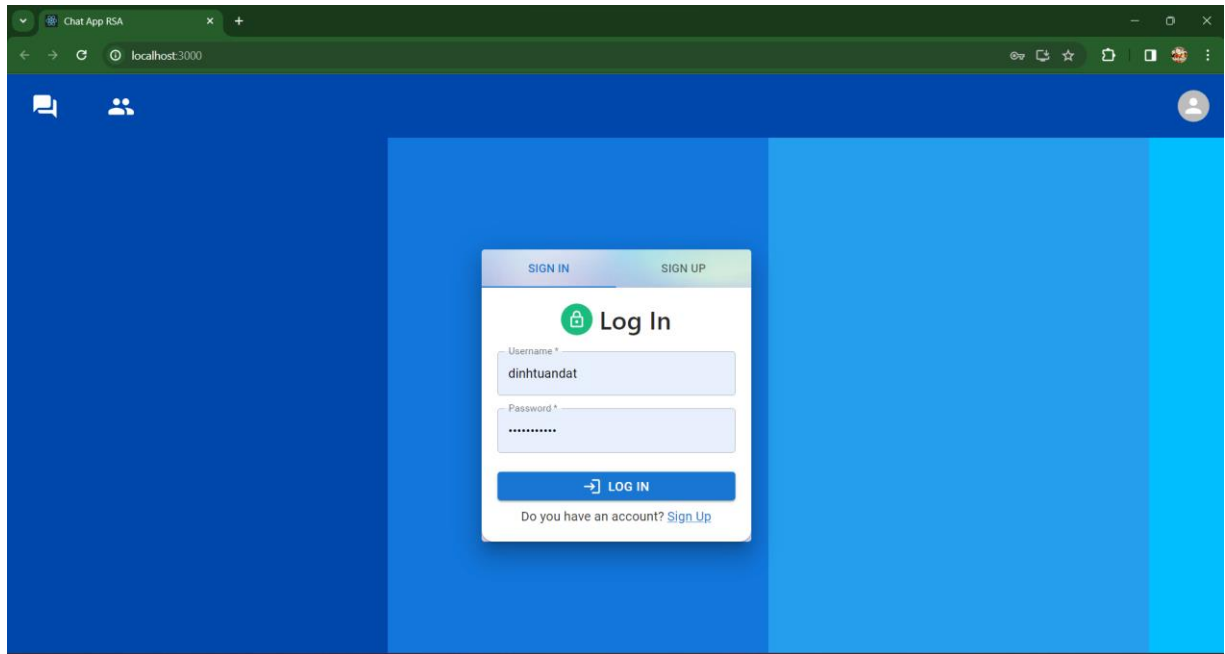 Chat App RSA
localhost:3000
SIGN IN
SIGN UP
Log In
Username *
dinhtuandat
Password *
•••••••••••
LOG IN
Do you have an account? Sign Up